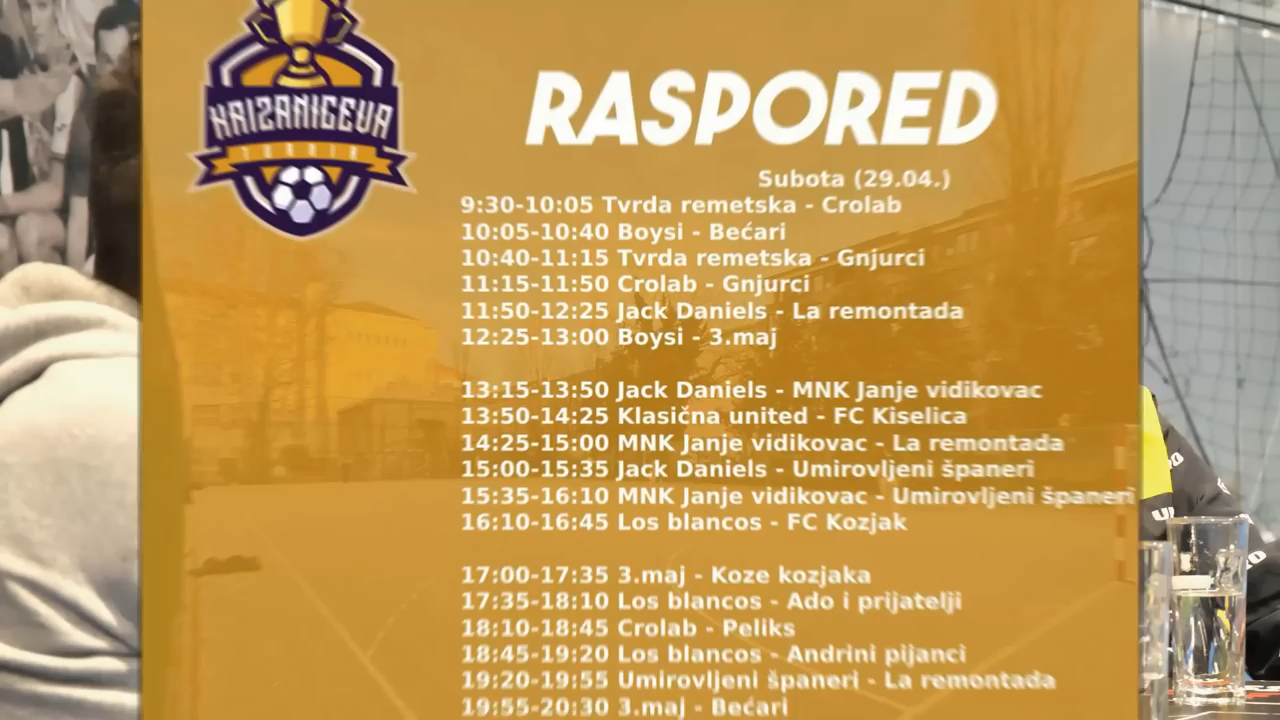 KRIZANICEVA
TURNIR
RASPORED
Subota (29.04.)
9:30-10:05 Tvrda remetska - Crolab
10:05-10:40 Boysi - Bećari
10:40-11:15 Tvrda remetska - Gnjurci
11:15-11:50 Crolab - Gnjurci
11:50-12:25 Jack Daniels - La remontada
12:25-13:00 Boysi - 3.maj
13:15-13:50 Jack Daniels - MNK Janje vidikovac
13:50-14:25 Klasična united - FC Kiselica
14:25-15:00 MNK Janje vidikovac - La remontada
15:00-15:35 Jack Daniels - Umirovljeni španeri
15:35-16:10 MNK Janje vidikovac - Umirovljeni španeri
16:10-16:45 Los blancos - FC Kozjak
17:00-17:35 3.maj - Koze kozjaka
17:35-18:10 Los blancos - Ado i prijatelji
18:10-18:45 Crolab - Peliks
18:45-19:20 Los blancos - Andrini pijanci
19:20-19:55 Umirovljeni španeri - La remontada
19:55-20:30 3.maj - Bećari